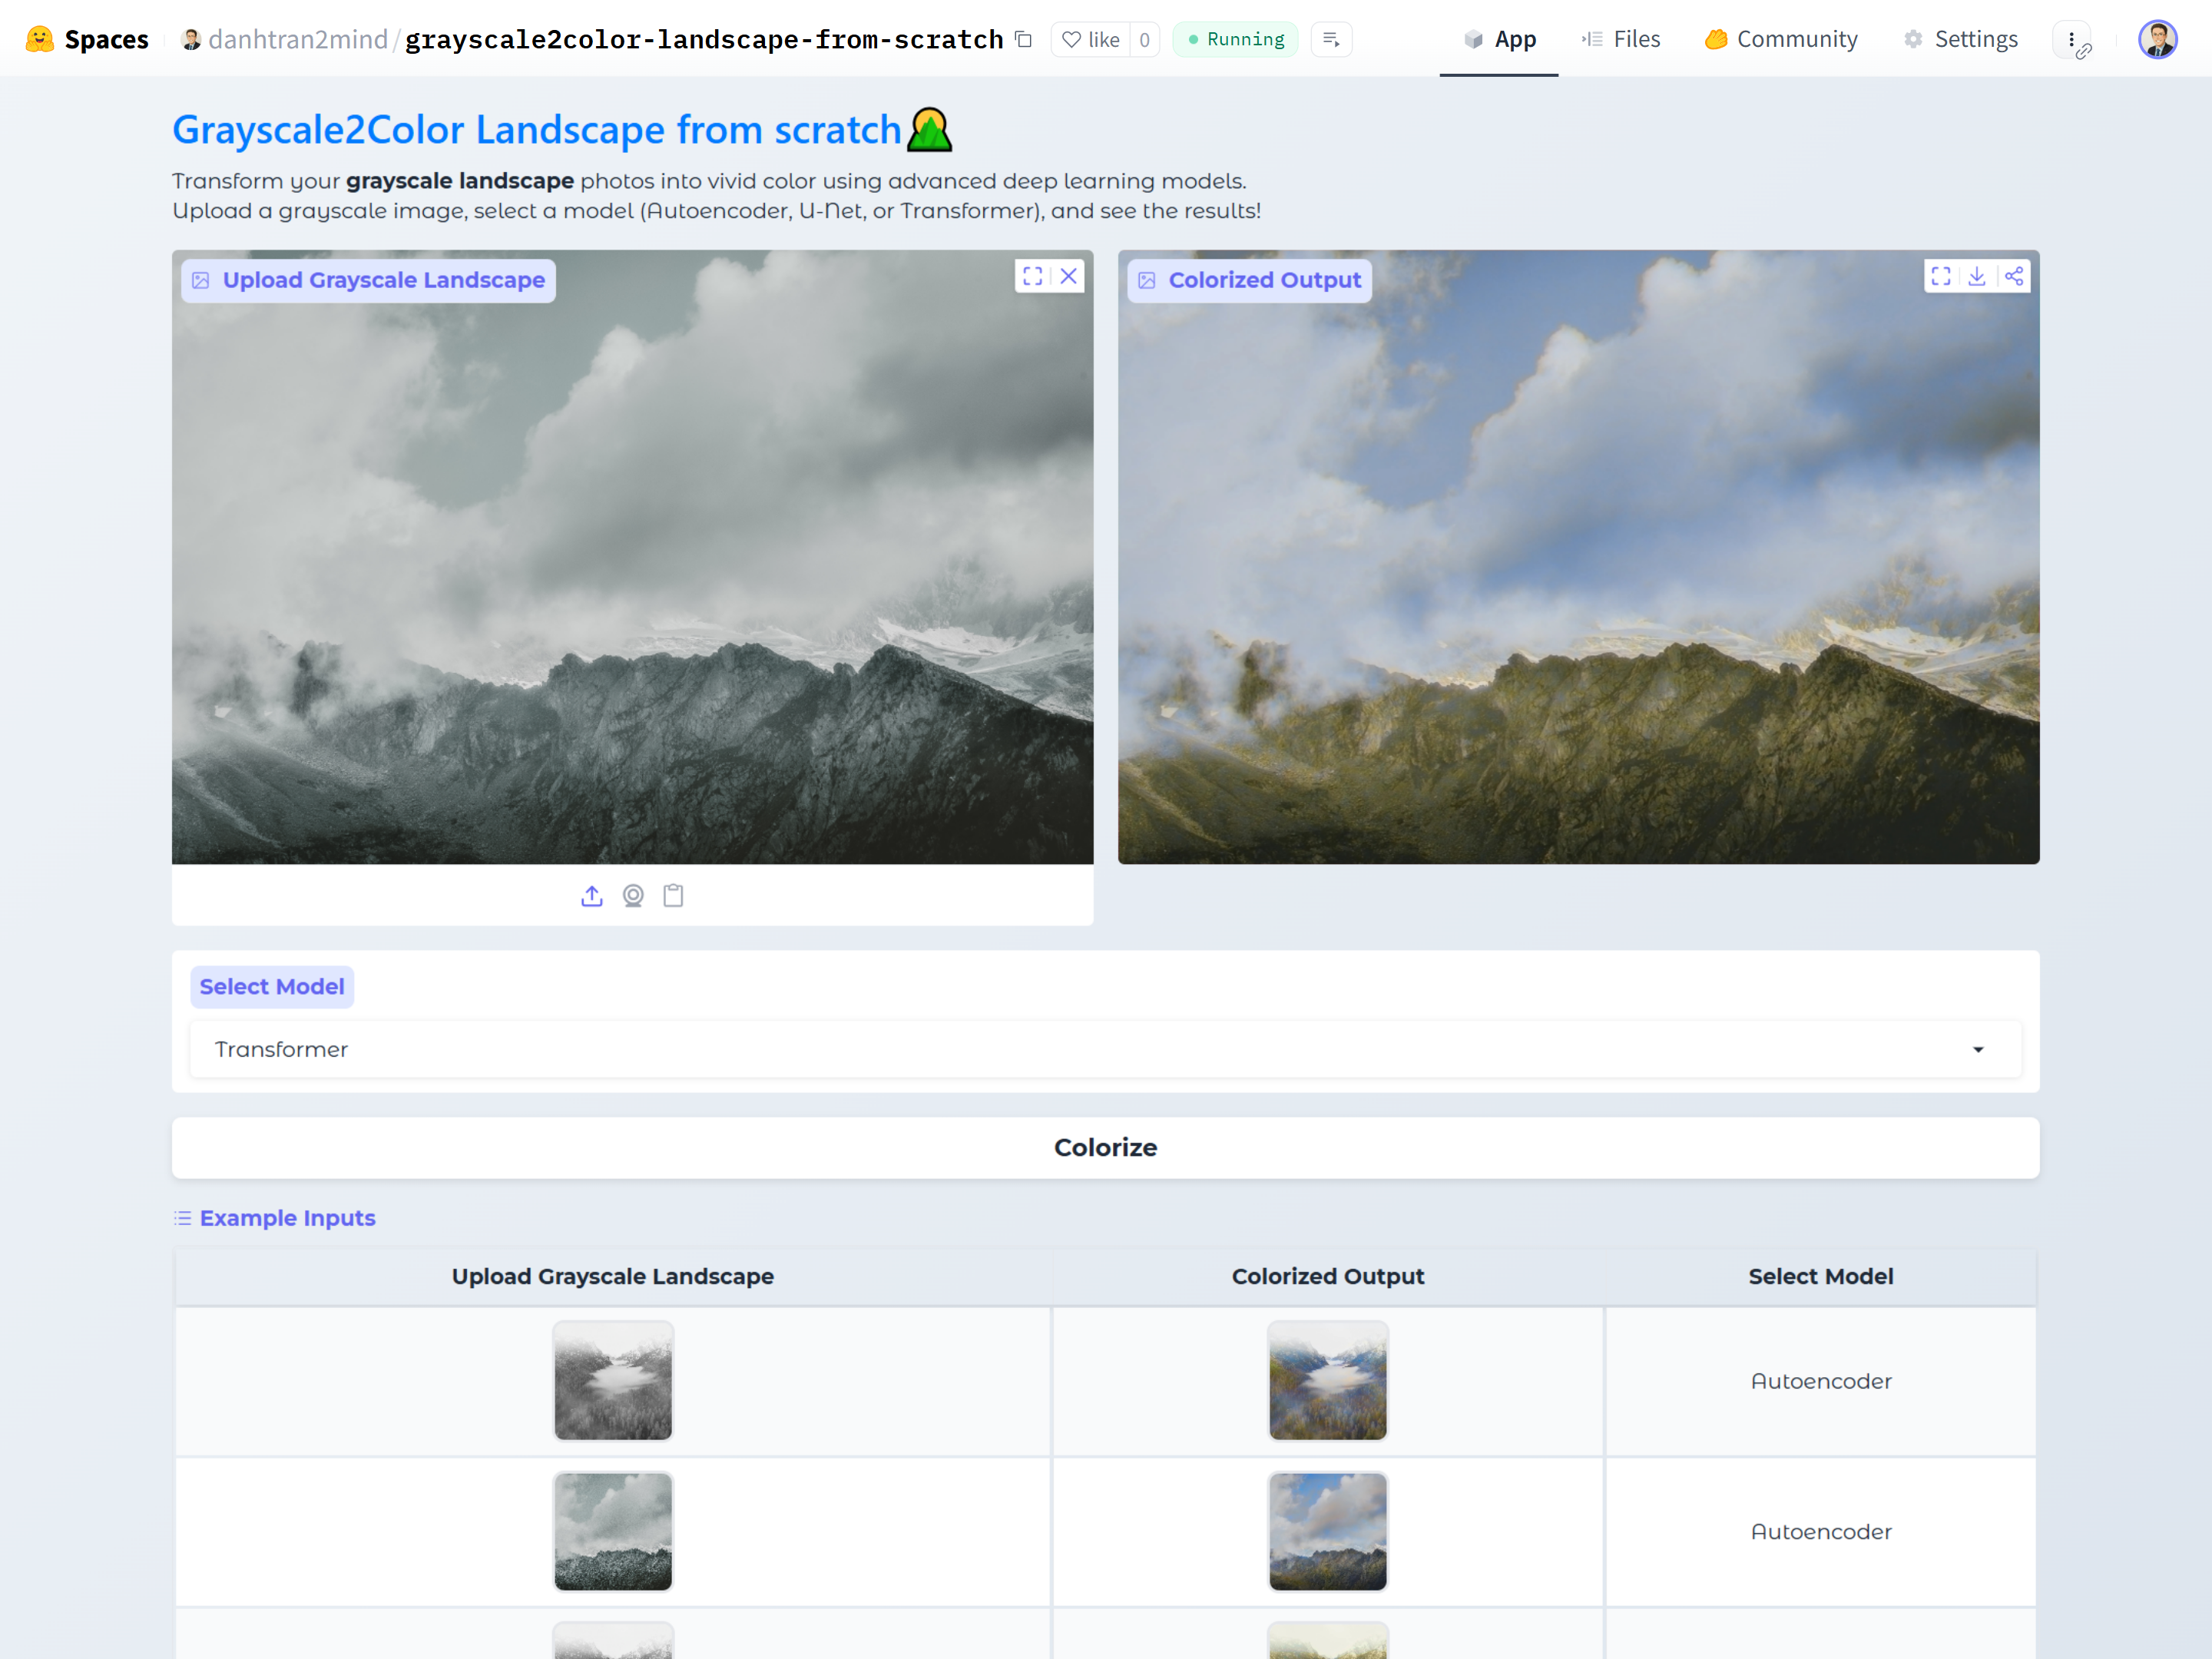 Spaces danhtran2mind/grayscale2color-landscape-from-scratch like 0 Running App Files Community Settings
Grayscale2Color Landscape from scratch
Transform your grayscale landscape photos into vivid color using advanced deep learning models.
Upload a grayscale image, select a model (Autoencoder, U-Net, or Transformer), and see the results!
Upload Grayscale Landscape Colorized Output
Select Model
Transformer
Colorize
Example Inputs
Upload Grayscale Landscape Colorized Output Select Model
Autoencoder
Autoencoder